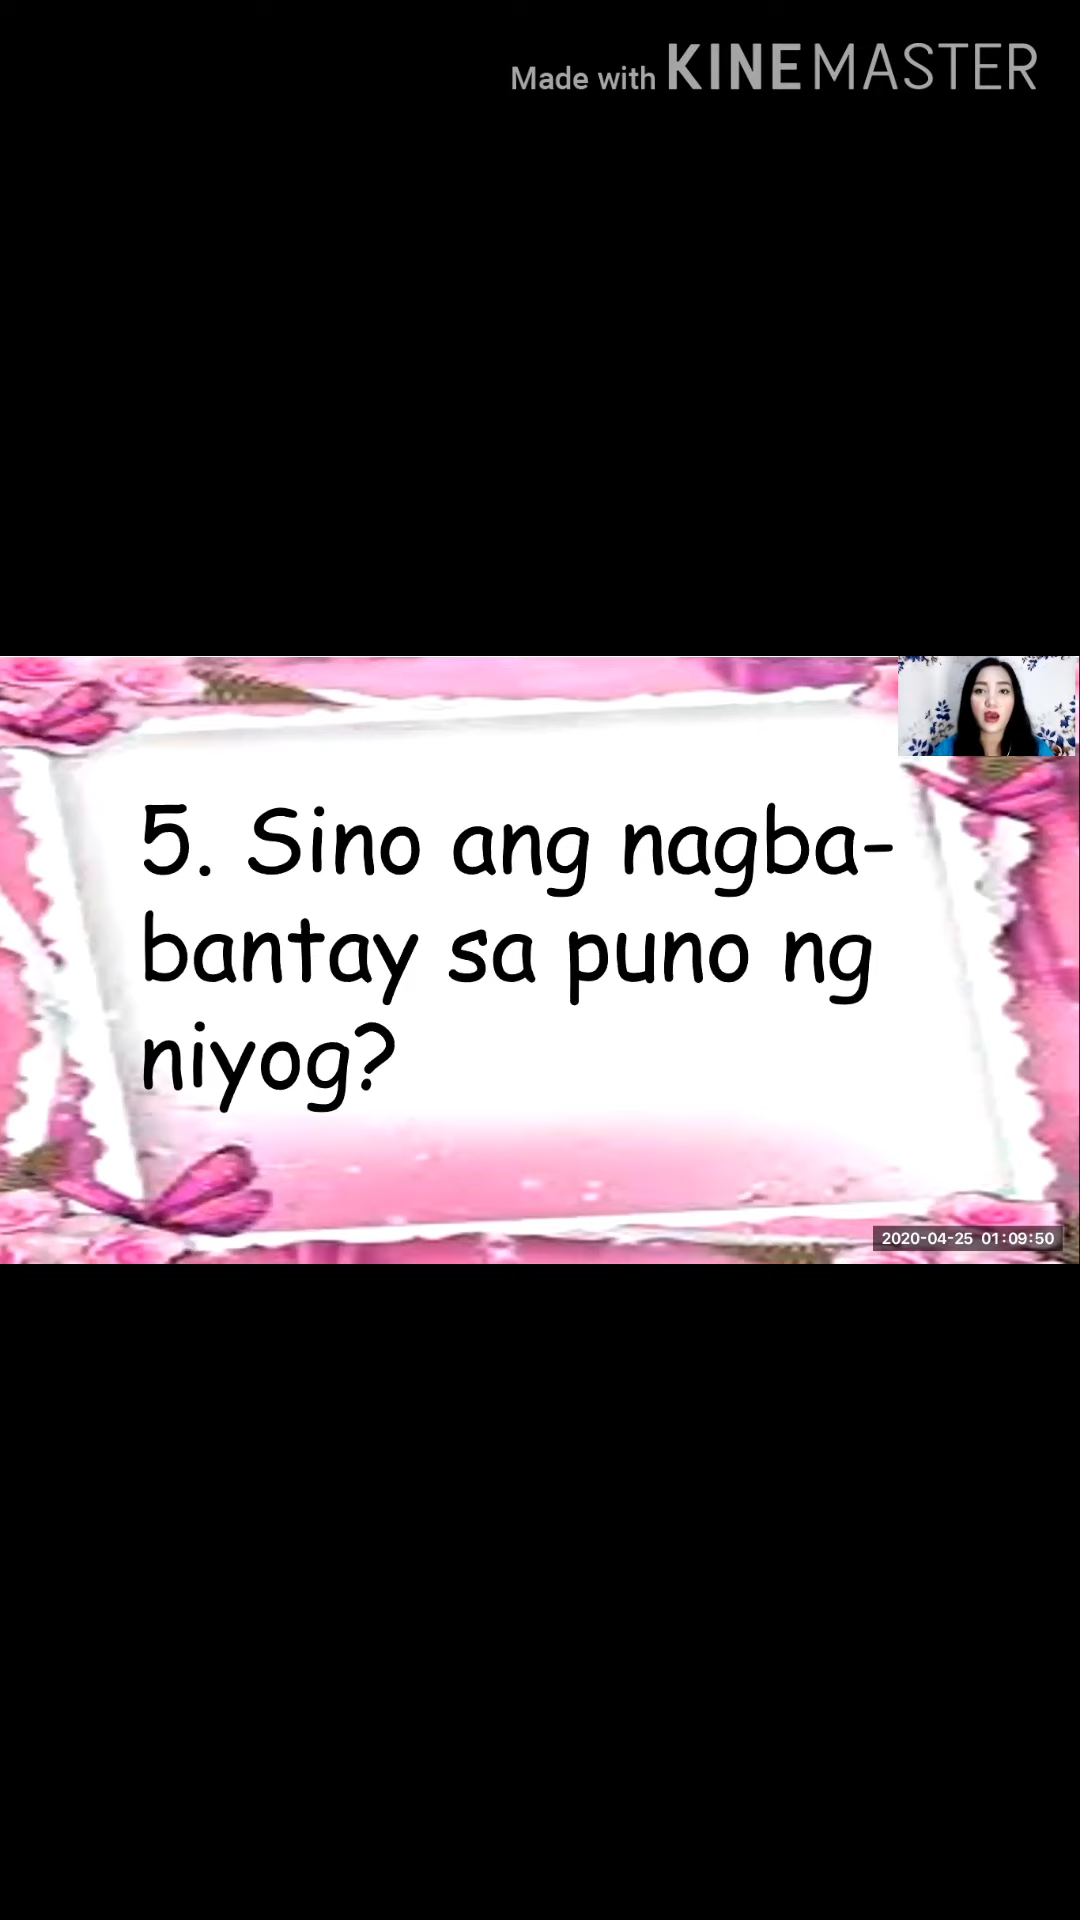 Made with KINEMASTER
5. Sino ang nagba-
bantay sa puno ng
niyog?
2020-04-25 01:09:50